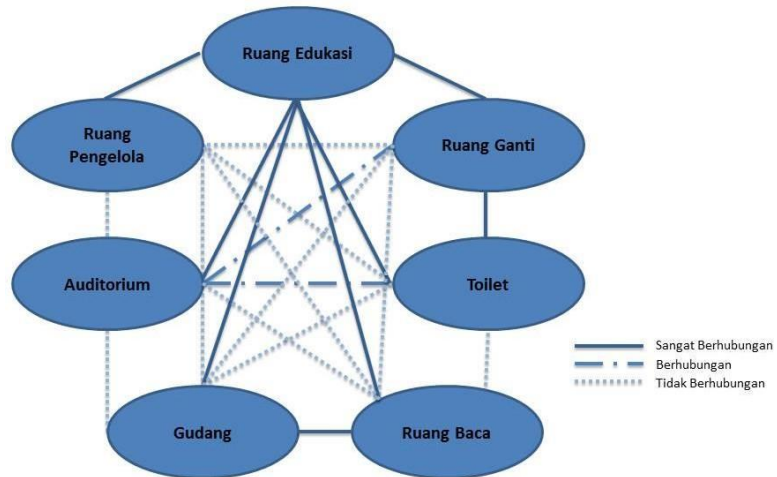 Ruang Edukasi
Ruang
Pengelola
Ruang Ganti
Auditorium
Toilet
Sangat Berhubungan
Berhubungan
Tidak Berhubungan
Gudang
Ruang Baca